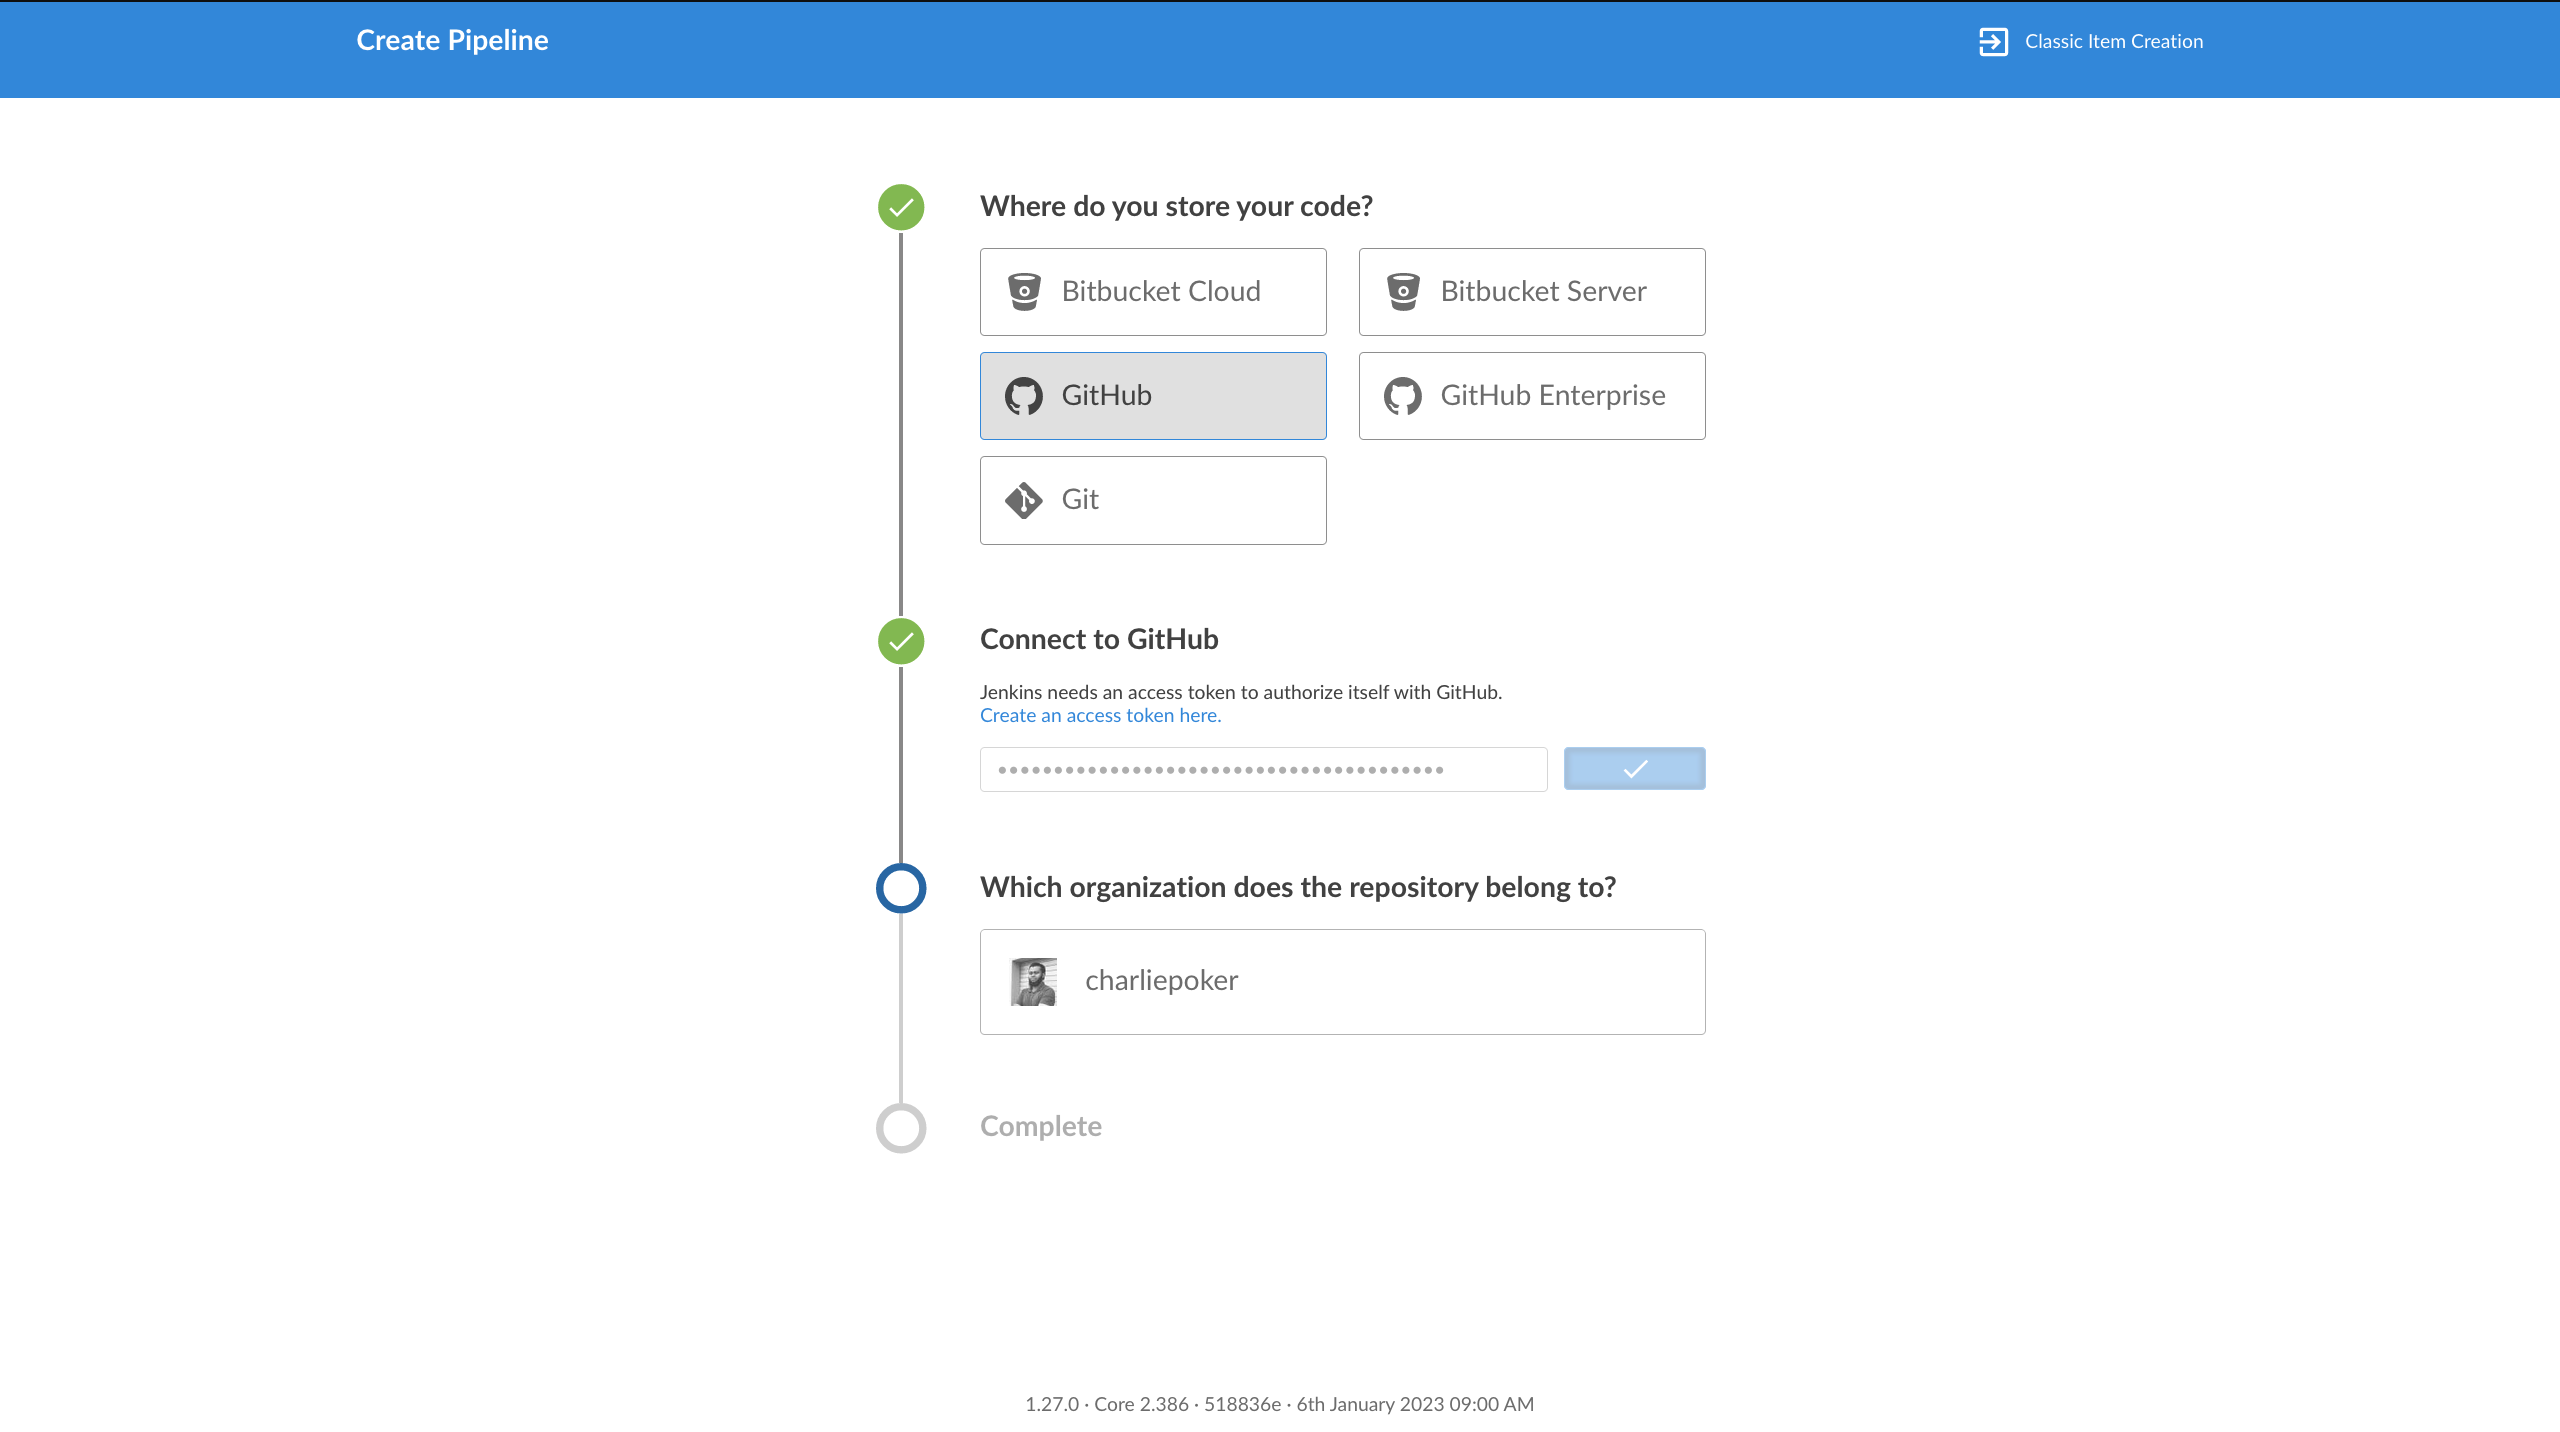 Create Pipeline
Classic Item Creation
Where do you store your code?
Bitbucket Cloud
Bitbucket Server
GitHub
GitHub Enterprise
Git
Connect to GitHub
Jenkins needs an access token to authorize itself with GitHub.
Create an access token here.
Which organization does the repository belong to?
charliepoker
Complete
1.27.0 · Core 2.386 · 518836e · 6th January 2023 09:00 AM